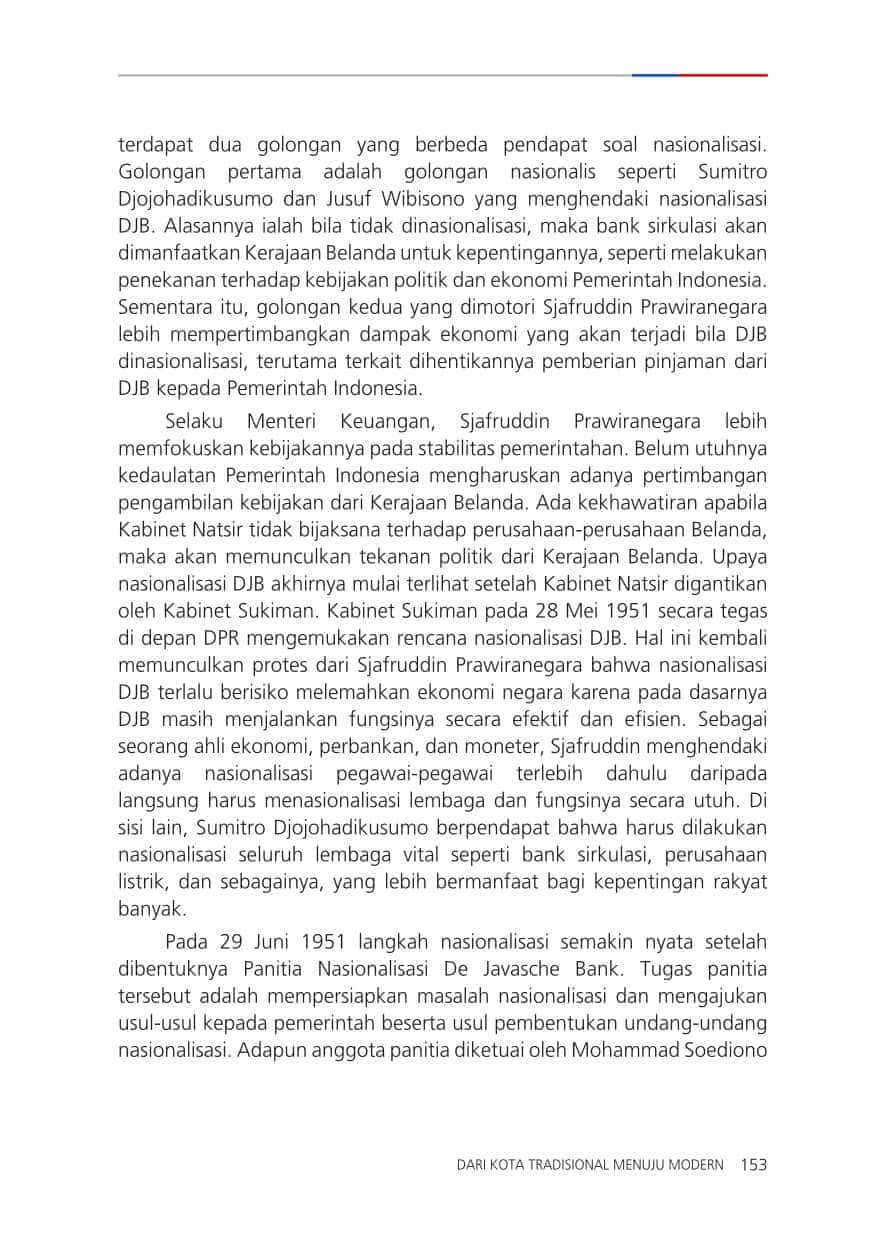 terdapat dua golongan yang berbeda pendapat soal nasionalisasi.
Golongan pertama adalah golongan nasionalis seperti Sumitro
Djojohadikusumo dan Jusuf Wibisono yang menghendaki nasionalisasi
DJB. Alasannya ialah bila tidak dinasionalisasi, maka bank sirkulasi akan
dimanfaatkan Kerajaan Belanda untuk kepentingannya, seperti melakukan
penekanan terhadap kebijakan politik dan ekonomi Pemerintah Indonesia.
Sementara itu, golongan kedua yang dimotori Sjafruddin Prawiranegara
lebih mempertimbangkan dampak ekonomi yang akan terjadi bila DJB
dinasionalisasi, terutama terkait dihentikannya pemberian pinjaman dari
DJB kepada Pemerintah Indonesia.
Selaku Menteri Keuangan, Sjafruddin Prawiranegara lebih
memfokuskan kebijakannya pada stabilitas pemerintahan. Belum utuhnya
kedaulatan Pemerintah Indonesia mengharuskan adanya pertimbangan
pengambilan kebijakan dari Kerajaan Belanda. Ada kekhawatiran apabila
Kabinet Natsir tidak bijaksana terhadap perusahaan-perusahaan Belanda,
maka akan memunculkan tekanan politik dari Kerajaan Belanda. Upaya
nasionalisasi DJB akhirnya mulai terlihat setelah Kabinet Natsir digantikan
oleh Kabinet Sukiman. Kabinet Sukiman pada 28 Mei 1951 secara tegas
di depan DPR mengemukakan rencana nasionalisasi DJB. Hal ini kembali
memunculkan protes dari Sjafruddin Prawiranegara bahwa nasionalisasi
DJB terlalu berisiko melemahkan ekonomi negara karena pada dasarnya
DJB masih menjalankan fungsinya secara efektif dan efisien. Sebagai
seorang ahli ekonomi, perbankan, dan moneter, Sjafruddin menghendaki
adanya nasionalisasi pegawai-pegawai terlebih dahulu daripada
langsung harus menasionalisasi lembaga dan fungsinya secara utuh. Di
sisi lain, Sumitro Djojohadikusumo berpendapat bahwa harus dilakukan
nasionalisasi seluruh lembaga vital seperti bank sirkulasi, perusahaan
listrik, dan sebagainya, yang lebih bermanfaat bagi kepentingan rakyat
banyak.
Pada 29 Juni 1951 langkah nasionalisasi semakin nyata setelah
dibentuknya Panitia Nasionalisasi De Javasche Bank. Tugas panitia
tersebut adalah mempersiapkan masalah nasionalisasi dan mengajukan
usul-usul kepada pemerintah beserta usul pembentukan undang-undang
nasionalisasi. Adapun anggota panitia diketuai oleh Mohammad Soediono
DARI KOTA TRADISIONAL MENUJU MODERN 153